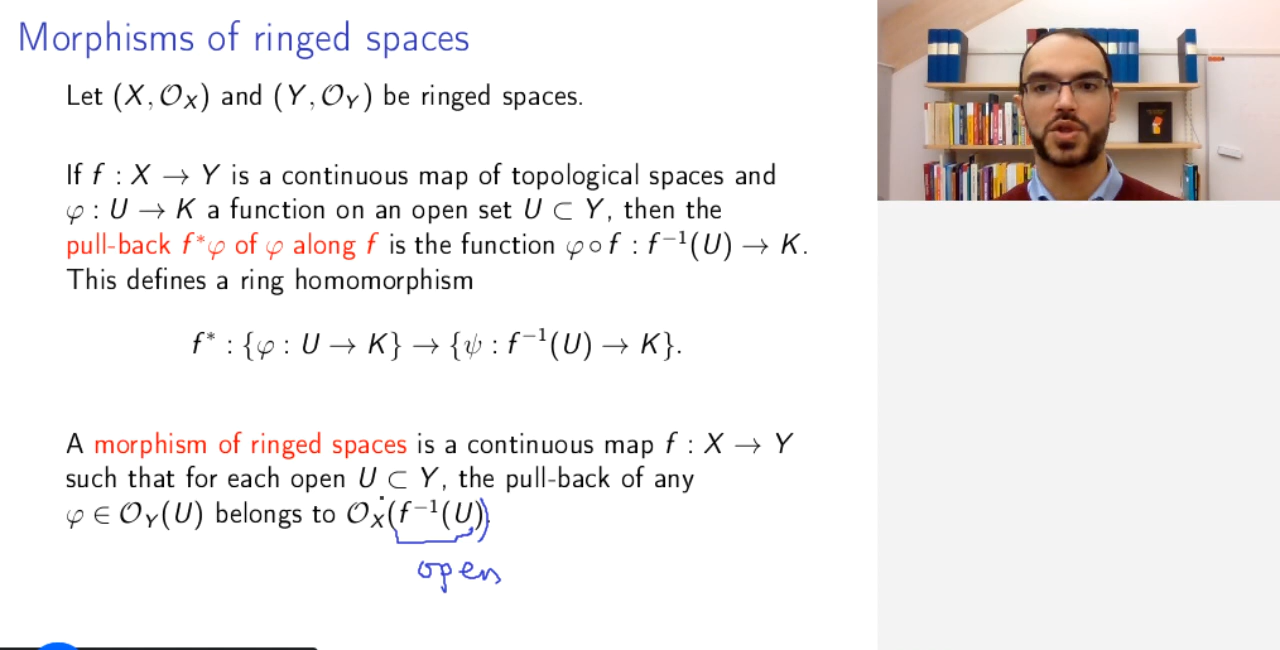 Morphisms of ringed spaces
Let (X, 𝒪_X) and (Y, 𝒪_Y) be ringed spaces.
If f : X → Y is a continuous map of topological spaces and
φ : U → K a function on an open set U ⊂ Y, then the
pull-back f*φ of φ along f is the function φ∘f : f⁻¹(U) → K.
This defines a ring homomorphism
f* : {φ : U → K} → {ψ : f⁻¹(U) → K}.
A morphism of ringed spaces is a continuous map f : X → Y
such that for each open U ⊂ Y, the pull-back of any
φ ∈ 𝒪_Y(U) belongs to 𝒪_X(f⁻¹(U)).
open